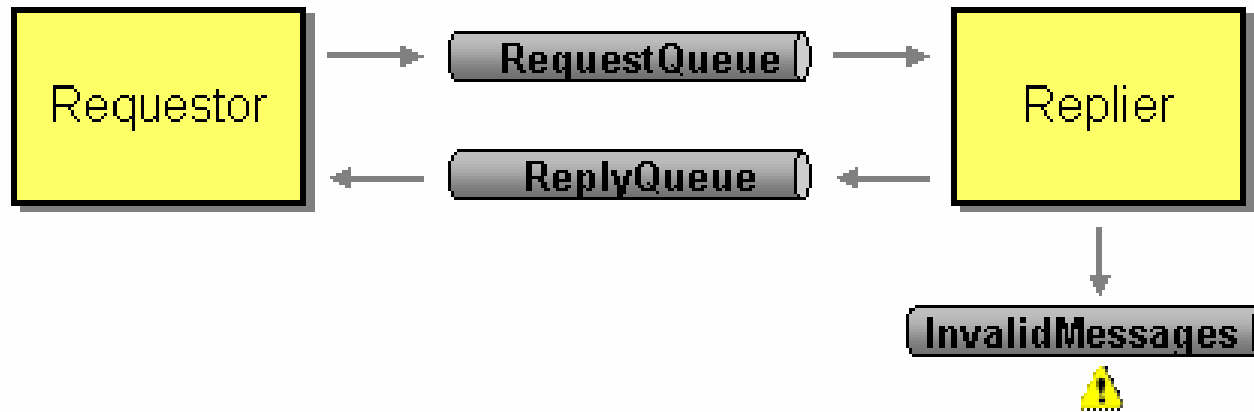 Requestor
RequestQueue
Replier
ReplyQueue
InvalidMessages